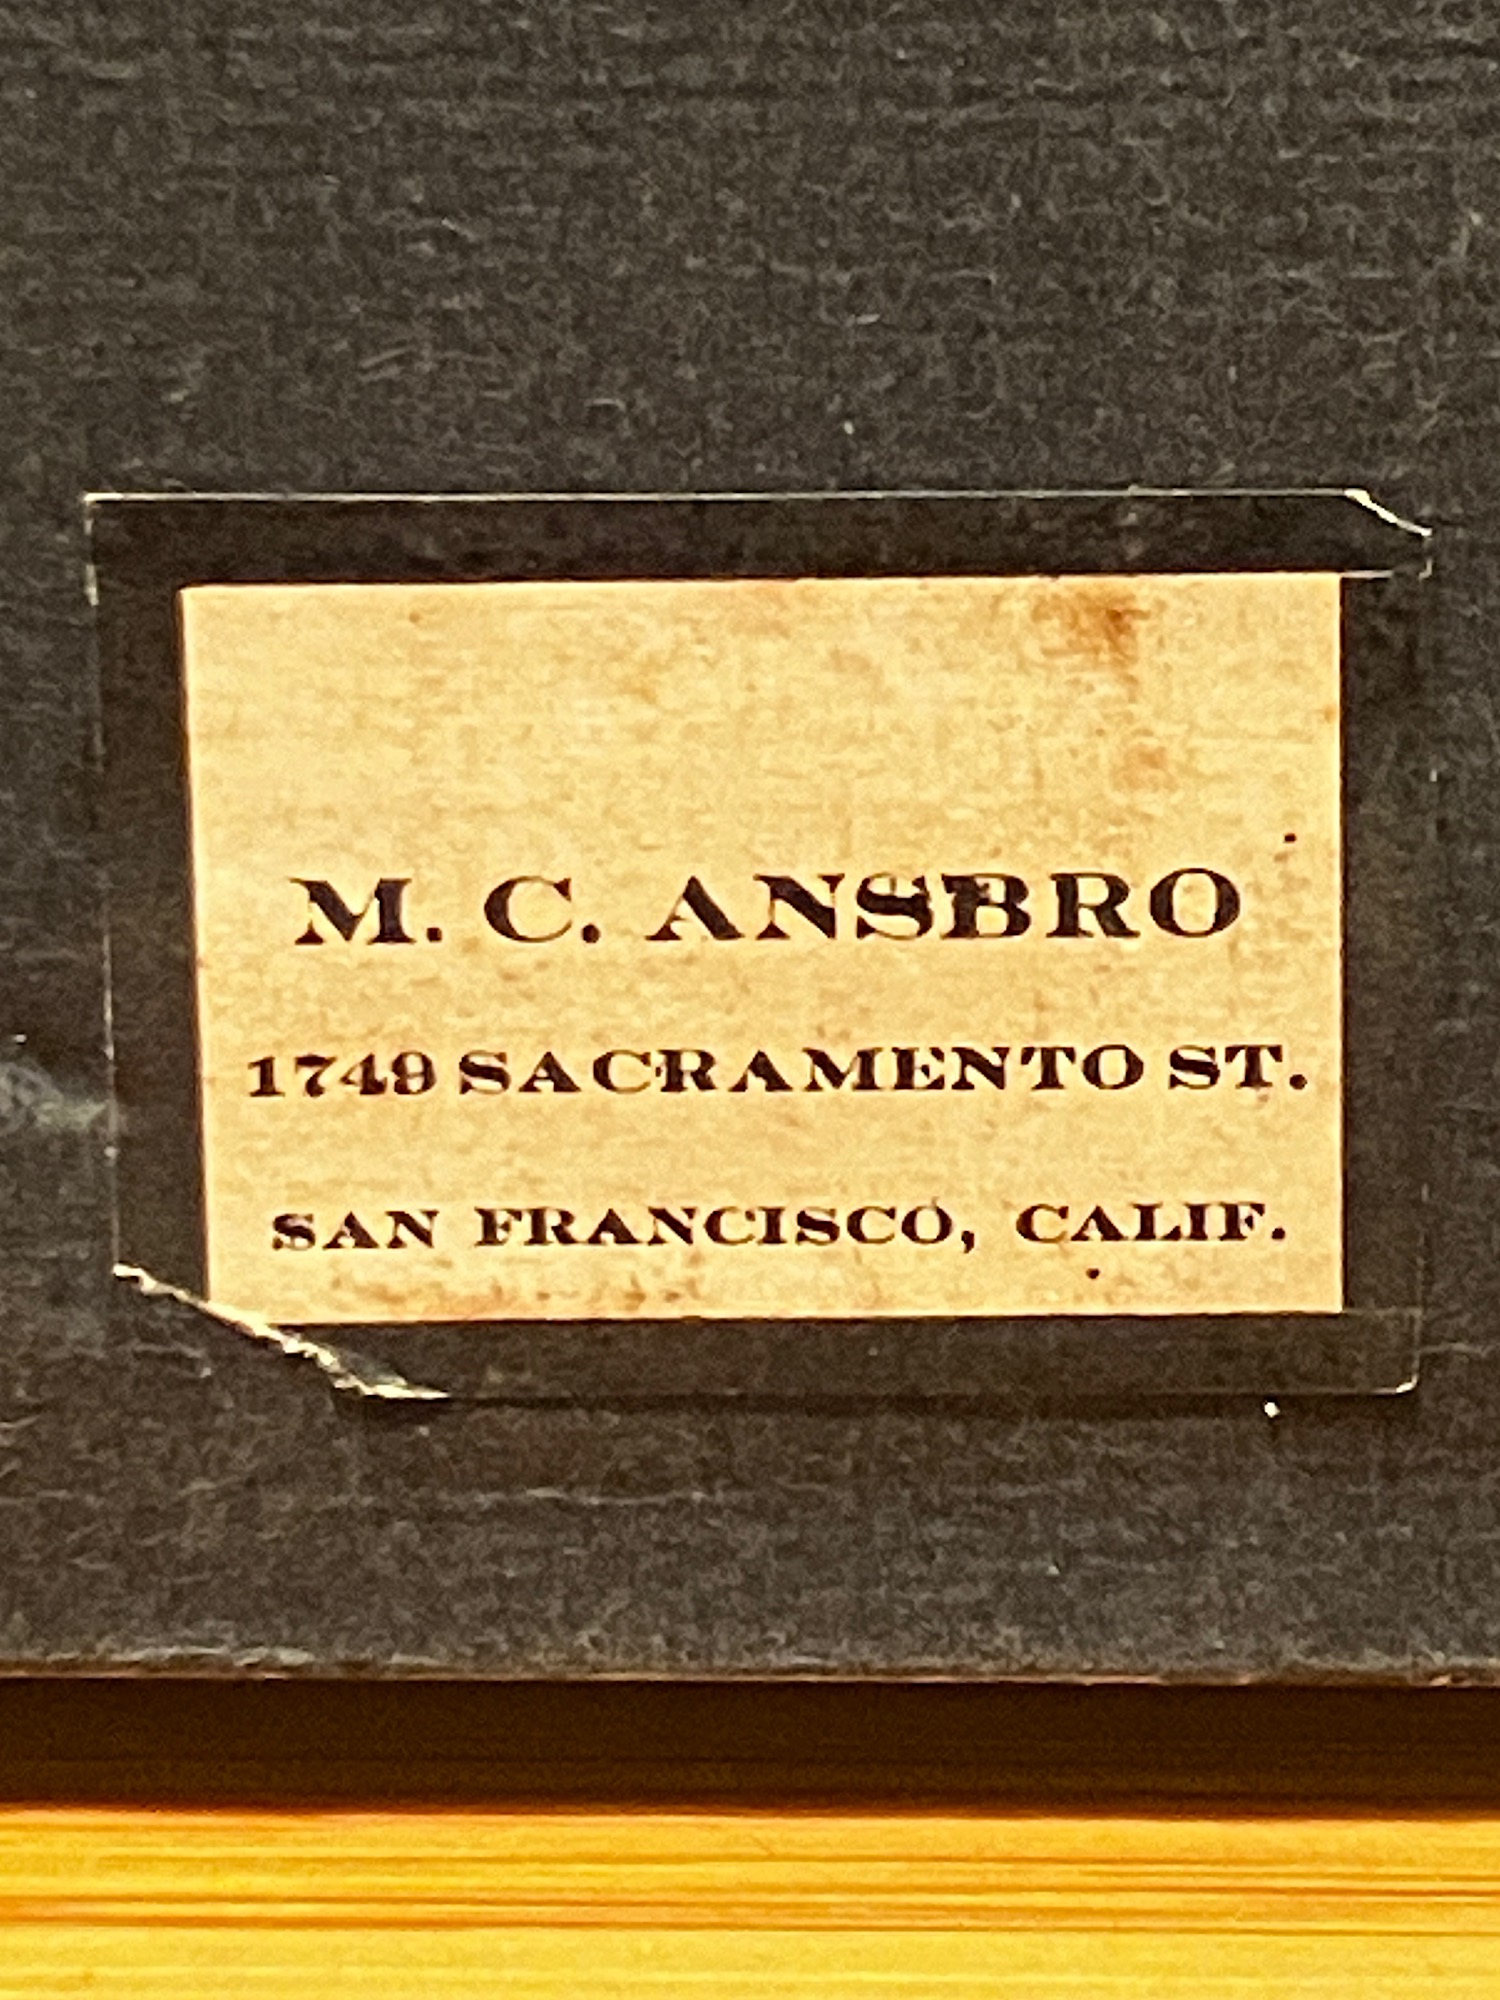 M. C. ANSBRO
1749 SACRAMENTO ST.
SAN FRANCISCO, CALIF.